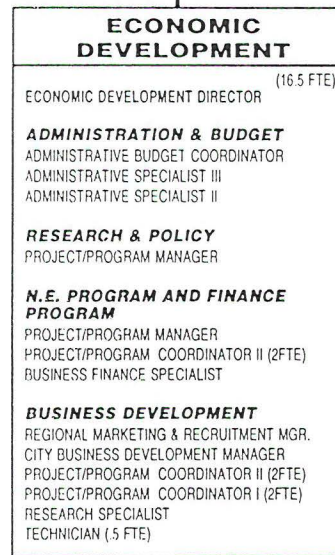 ECONOMIC
DEVELOPMENT
(16.5 FTE)
ECONOMIC DEVELOPMENT DIRECTOR
ADMINISTRATION & BUDGET
ADMINISTRATIVE BUDGET COORDINATOR
ADMINISTRATIVE SPECIALIST III
ADMINISTRATIVE SPECIALIST II
RESEARCH & POLICY
PROJECT/PROGRAM MANAGER
N.E. PROGRAM AND FINANCE
PROGRAM
PROJECT/PROGRAM MANAGER
PROJECT/PROGRAM COORDINATOR II (2FTE)
BUSINESS FINANCE SPECIALIST
BUSINESS DEVELOPMENT
REGIONAL MARKETING & RECRUITMENT MGR.
CITY BUSINESS DEVELOPMENT MANAGER
PROJECT/PROGRAM COORDINATOR II (2FTE)
PROJECT/PROGRAM COORDINATOR I (2FTE)
RESEARCH SPECIALIST
TECHNICIAN (.5 FTE)